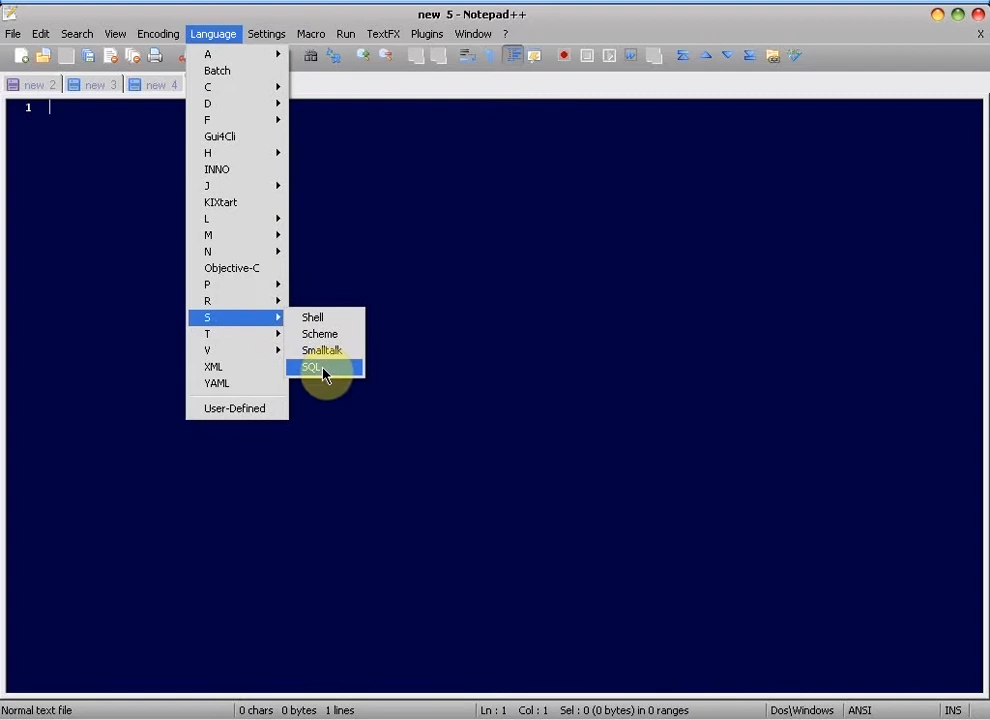 new 5 - Notepad++
File Edit Search View Encoding Language Settings Macro Run TextFX Plugins Window ? X
new 2 new 3 new 4
1
A
Batch
C
D
F
Gui4Cli
H
INNO
J
KIXtart
L
M
N
Objective-C
P
R
S
T
V
XML
YAML
User-Defined
Shell
Scheme
Smalltalk
SQL
Normal text file 0 chars 0 bytes 1 lines Ln : 1 Col : 1 Sel : 0 (0 bytes) in 0 ranges Dos\Windows ANSI INS